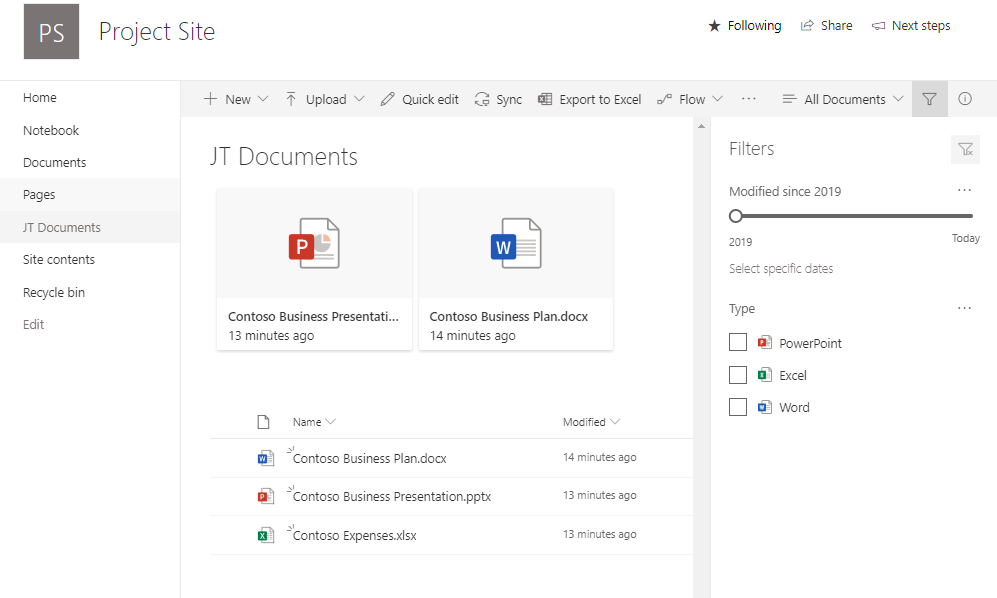 PS Project Site
Following Share Next steps
Home
Notebook
Documents
Pages
JT Documents
Site contents
Recycle bin
Edit
New Upload Quick edit Sync Export to Excel Flow ··· All Documents
JT Documents
P
Contoso Business Presentati...
13 minutes ago
W
Contoso Business Plan.docx
14 minutes ago
Name Modified
Contoso Business Plan.docx 14 minutes ago
Contoso Business Presentation.pptx 13 minutes ago
Contoso Expenses.xlsx 13 minutes ago
Filters
Modified since 2019 ···
2019 Today
Select specific dates
Type ···
PowerPoint
Excel
Word